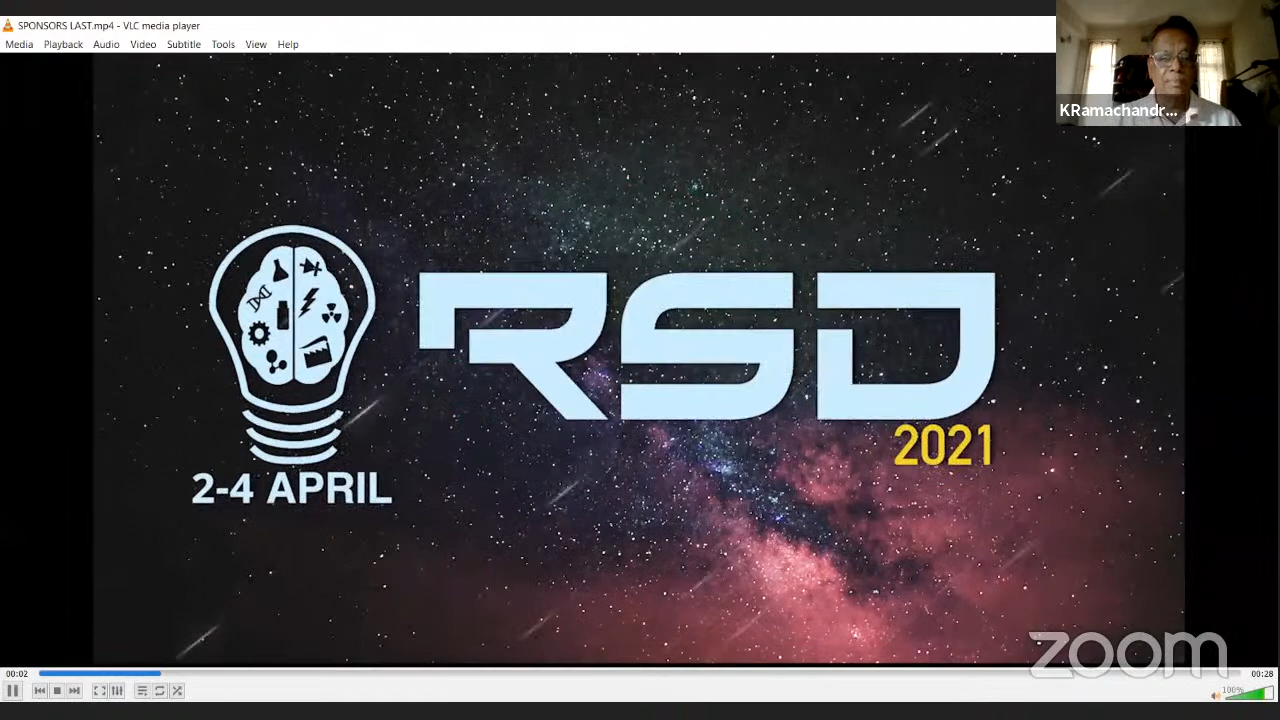 SPONSORS LAST.mp4 - VLC media player
Media Playback Audio Video Subtitle Tools View Help
KRamachandr...
RSD
2021
2-4 APRIL
zoom
00:02
00:28
100%